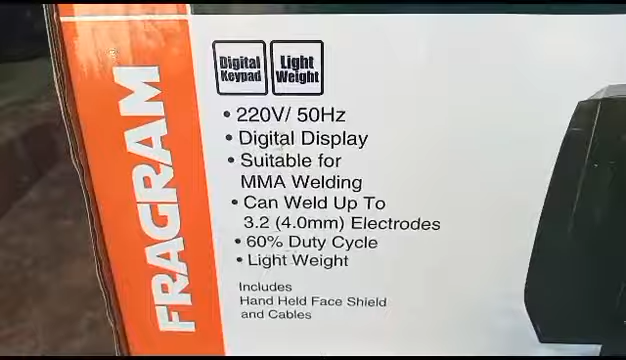 FRAGRAM
Digital
Keypad
Light
Weight
• 220V/ 50Hz
• Digital Display
• Suitable for
MMA Welding
• Can Weld Up To
3.2 (4.0mm) Electrodes
• 60% Duty Cycle
• Light Weight
Includes
Hand Held Face Shield
and Cables